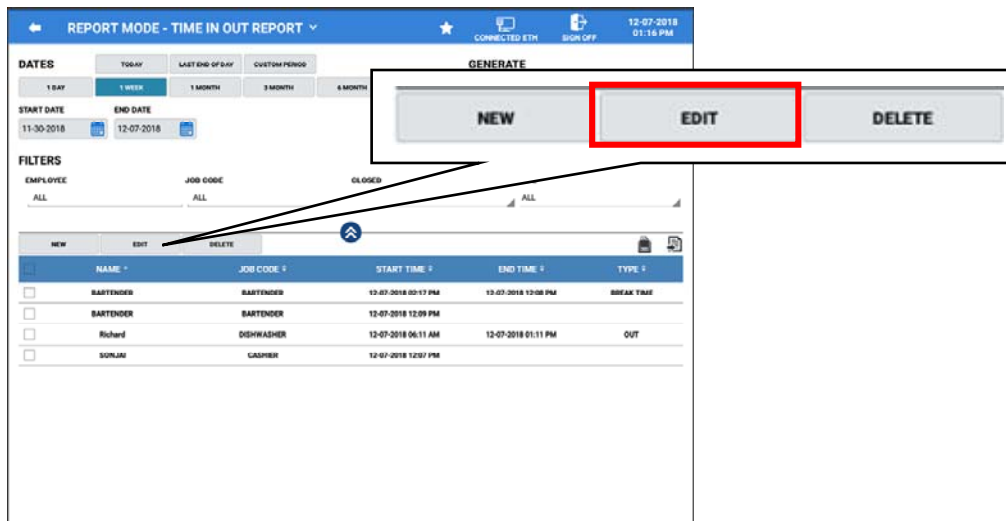 REPORT MODE - TIME IN OUT REPORT
CONNECTED ETH
SIGN OFF
12-07-2018
01:16 PM
DATES
TODAY
LAST END OF DAY
CUSTOM PERIOD
GENERATE
1 DAY
1 WEEK
1 MONTH
3 MONTH
6 MONTH
START DATE
END DATE
11-30-2018
12-07-2018
NEW
EDIT
DELETE
FILTERS
EMPLOYEE
JOB CODE
CLOSED
ALL
ALL
ALL
NEW
EDIT
DELETE
NAME
JOB CODE
START TIME
END TIME
TYPE
BARTENDER BARTENDER 12-07-2018 02:17 PM 12-07-2018 12:08 PM BREAK TIME
BARTENDER BARTENDER 12-07-2018 12:09 PM
Richard DISHWASHER 12-07-2018 06:11 AM 12-07-2018 01:11 PM OUT
SONJAI CASHIER 12-07-2018 12:07 PM